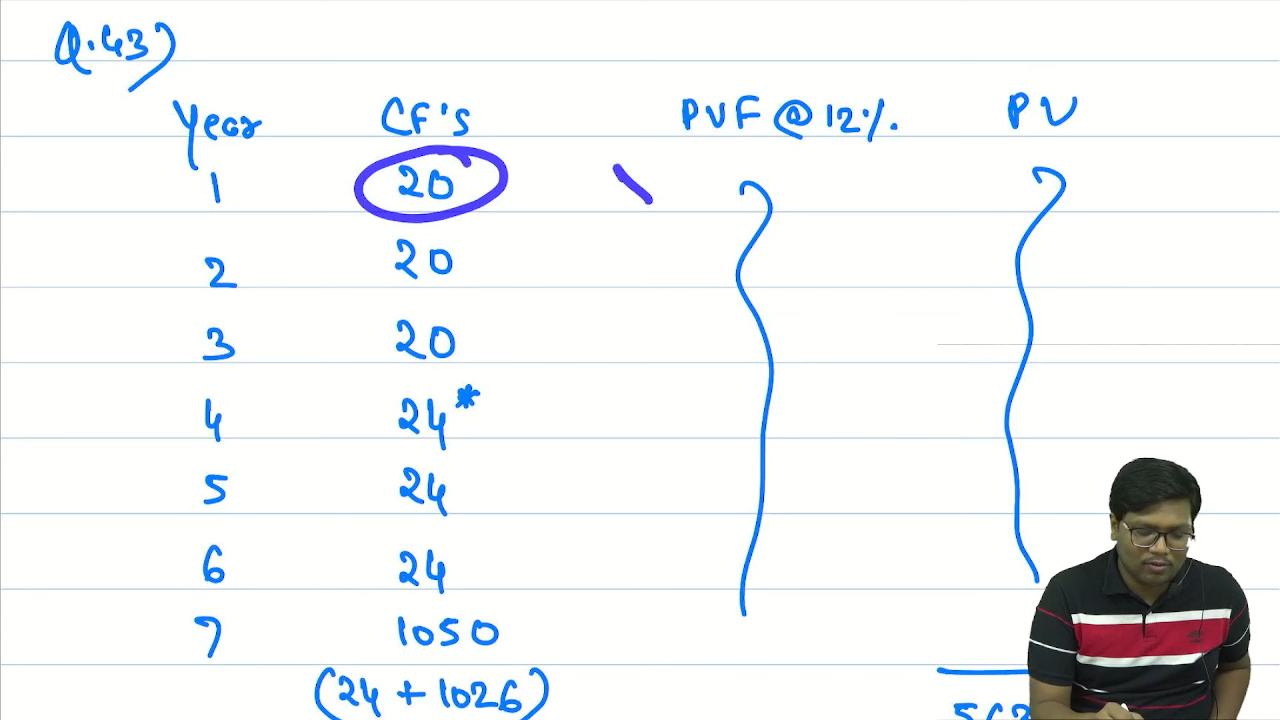 Q.43)
Year CF's PVF @ 12% PV
1 20
2 20
3 20
4 24*
5 24
6 24
7 1050
(24 + 1026)